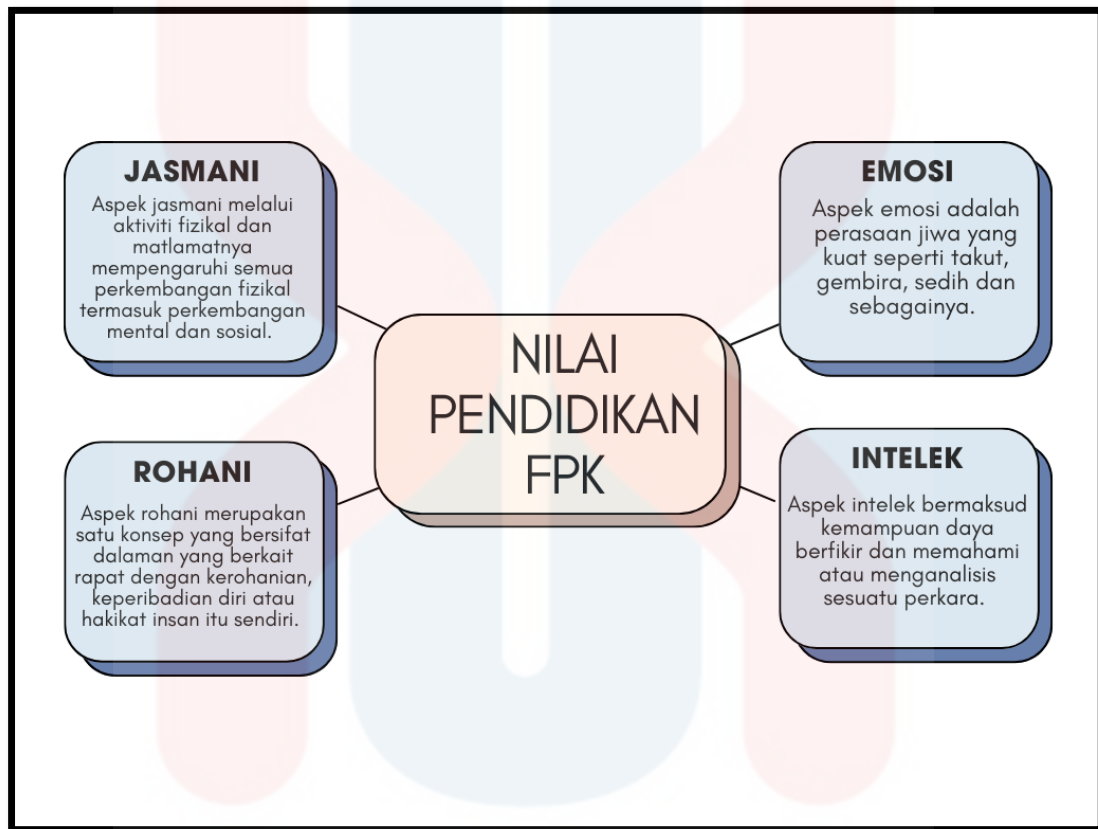 JASMANI
Aspek jasmani melalui
aktiviti fizikal dan
matlamatnya
mempengaruhi semua
perkembangan fizikal
termasuk perkembangan
mental dan sosial.
EMOSI
Aspek emosi adalah
perasaan jiwa yang
kuat seperti takut,
gembira, sedih dan
sebagainya.
NILAI
PENDIDIKAN
FPK
ROHANI
Aspek rohani merupakan
satu konsep yang bersifat
dalaman yang berkait
rapat dengan kerohanian,
keperibadian diri atau
hakikat insan itu sendiri.
INTELEK
Aspek intelek bermaksud
kemampuan daya
berfikir dan memahami
atau menganalisis
sesuatu perkara.